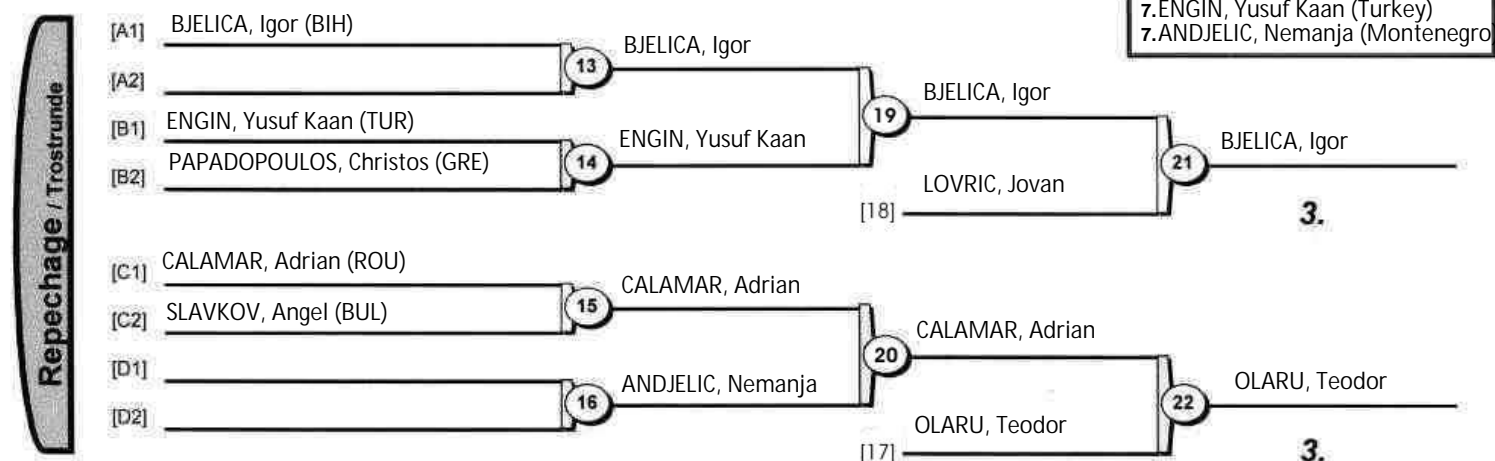 7.ENGIN, Yusuf Kaan (Turkey)
7.ANDJELIC, Nemanja (Montenegro
Repechage / Trostrunde
[A1] BJELICA, Igor (BIH)
[A2]
13
BJELICA, Igor
[B1] ENGIN, Yusuf Kaan (TUR)
[B2] PAPADOPOULOS, Christos (GRE)
14
ENGIN, Yusuf Kaan
19
BJELICA, Igor
[18] LOVRIC, Jovan
21
BJELICA, Igor
3.
[C1] CALAMAR, Adrian (ROU)
[C2] SLAVKOV, Angel (BUL)
15
CALAMAR, Adrian
[D1]
[D2]
16
ANDJELIC, Nemanja
20
CALAMAR, Adrian
[17] OLARU, Teodor
22
OLARU, Teodor
3.